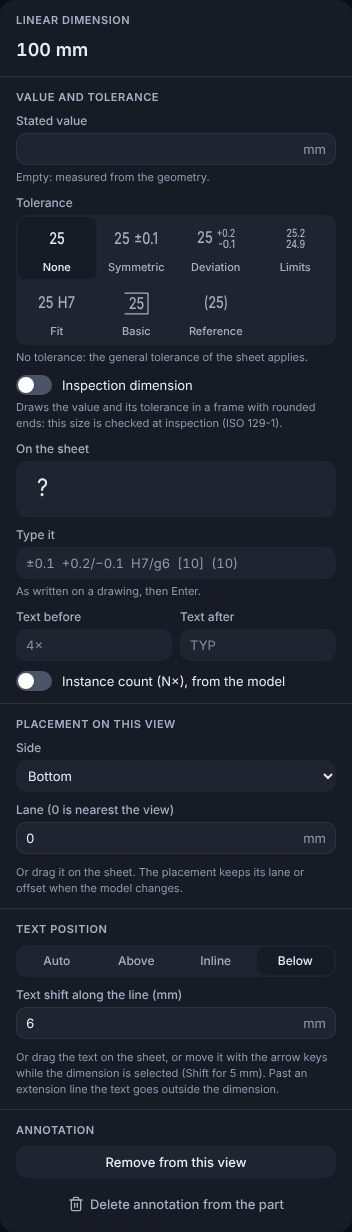 LINEAR DIMENSION
100 mm
VALUE AND TOLERANCE
Stated value
mm
Empty: measured from the geometry.
Tolerance
25 25 ±0.1 25 +0.2 -0.1 25.2 24.9
None Symmetric Deviation Limits
25 H7 25 (25)
Fit Basic Reference
No tolerance: the general tolerance of the sheet applies.
Inspection dimension
Draws the value and its tolerance in a frame with rounded
ends: this size is checked at inspection (ISO 129-1).
On the sheet
?
Type it
±0.1 +0.2/−0.1 H7/g6 [10] (10)
As written on a drawing, then Enter.
Text before Text after
4× TYP
Instance count (N×), from the model
PLACEMENT ON THIS VIEW
Side
Bottom
Lane (0 is nearest the view)
0 mm
Or drag it on the sheet. The placement keeps its lane or
offset when the model changes.
TEXT POSITION
Auto Above Inline Below
Text shift along the line (mm)
6 mm
Or drag the text on the sheet, or move it with the arrow keys
while the dimension is selected (Shift for 5 mm). Past an
extension line the text goes outside the dimension.
ANNOTATION
Remove from this view
Delete annotation from the part